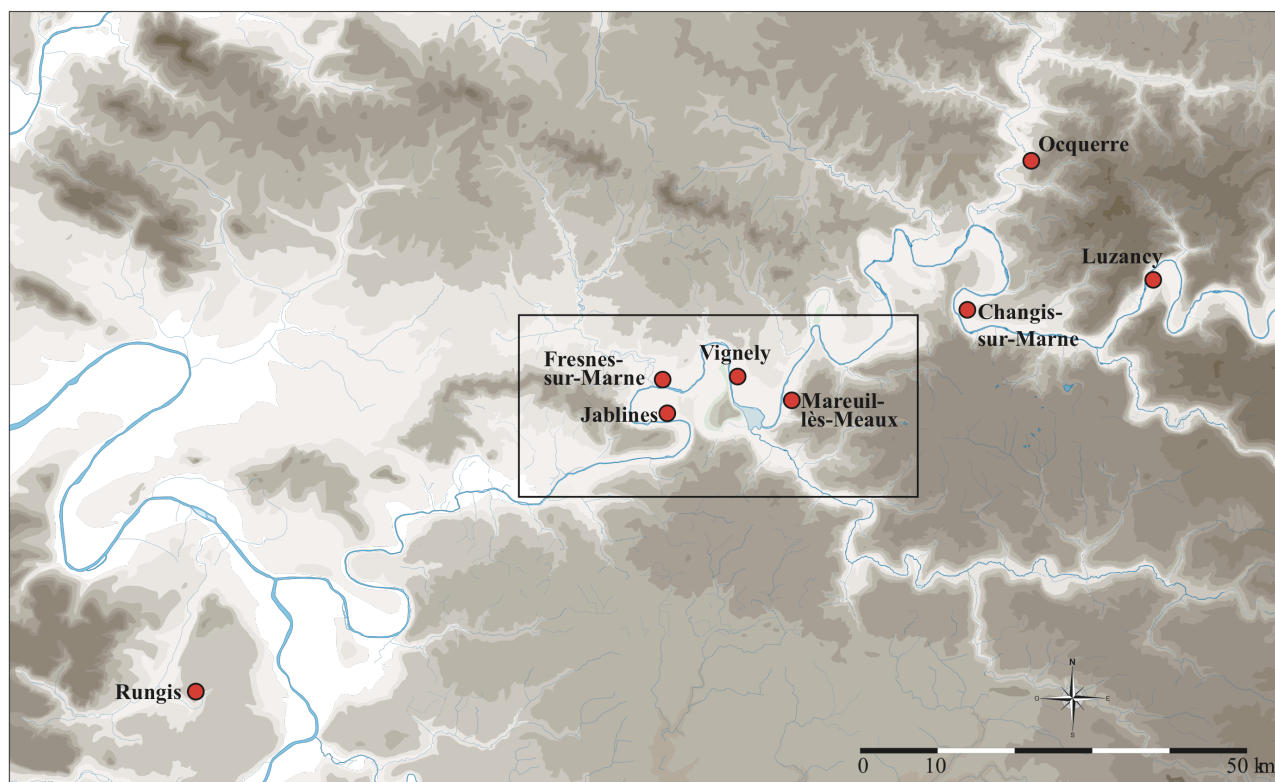 Ocquerre
Luzancy
Changis-
sur-Marne
Vignely
Fresnes-
sur-Marne
Jablines
Mareuil-
lès-Meaux
Rungis
N
O
E
S
0 10 50 km